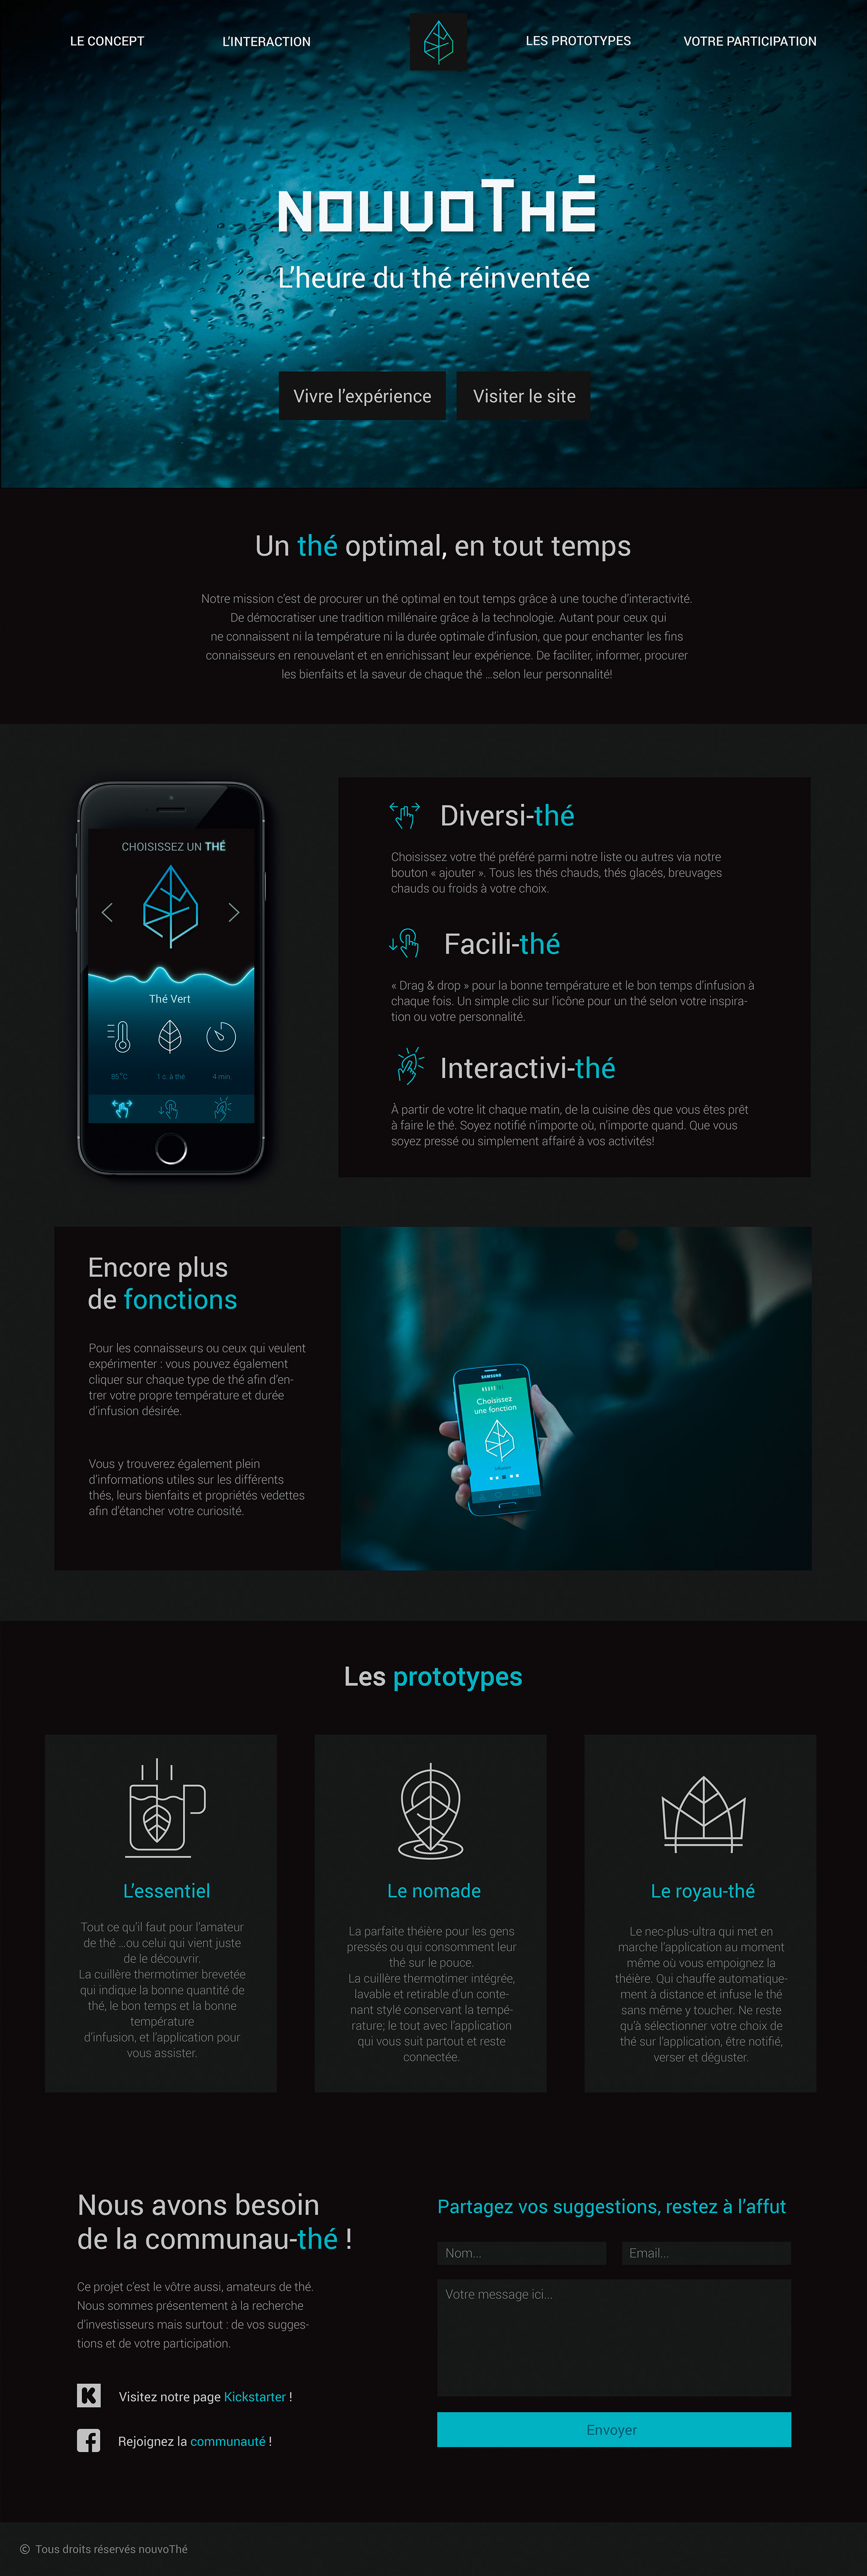 LE CONCEPT
L'INTERACTION
LES PROTOTYPES
VOTRE PARTICIPATION
NOUVOTHÉ
L'heure du thé réinventée
Vivre l'expérience
Visiter le site
Un thé optimal, en tout temps
Notre mission c'est de procurer un thé optimal en tout temps grâce à une touche d'interactivité.
De démocratiser une tradition millénaire grâce à la technologie. Autant pour ceux qui
ne connaissent ni la température ni la durée optimale d'infusion, que pour enchanter les fins
connaisseurs en renouvelant et en enrichissant leur expérience. De faciliter, informer, procurer
les bienfaits et la saveur de chaque thé ...selon leur personnalité!
CHOISISSEZ UN THÉ
Thé Vert
85°C
1 c. à thé
4 min.
Diversi-thé
Choisissez votre thé préféré parmi notre liste ou autres via notre
bouton « ajouter ». Tous les thés chauds, thés glacés, breuvages
chauds ou froids à votre choix.
Facili-thé
« Drag & drop » pour la bonne température et le bon temps d'infusion à
chaque fois. Un simple clic sur l'icône pour un thé selon votre inspira-
tion ou votre personnalité.
Interactivi-thé
À partir de votre lit chaque matin, de la cuisine dès que vous êtes prêt
à faire le thé. Soyez notifié n'importe où, n'importe quand. Que vous
soyez pressé ou simplement affairé à vos activités!
Encore plus
de fonctions
Pour les connaisseurs ou ceux qui veulent
expérimenter : vous pouvez également
cliquer sur chaque type de thé afin d'en-
trer votre propre température et durée
d'infusion désirée.
Vous y trouverez également plein
d'informations utiles sur les différents
thés, leurs bienfaits et propriétés vedettes
afin d'étancher votre curiosité.
SAMSUNG
Choisissez
une fonction
Les prototypes
L'essentiel
Tout ce qu'il faut pour l'amateur
de thé ...ou celui qui vient juste
de le découvrir.
La cuillère thermotimer brevetée
qui indique la bonne quantité de
thé, le bon temps et la bonne
température
d'infusion, et l'application pour
vous assister.
Le nomade
La parfaite théière pour les gens
pressés ou qui consomment leur
thé sur le pouce.
La cuillère thermotimer intégrée,
lavable et retirable d'un conte-
nant stylé conservant la tempé-
rature; le tout avec l'application
qui vous suit partout et reste
connectée.
Le royau-thé
Le nec-plus-ultra qui met en
marche l'application au moment
même où vous empoignez la
théière. Qui chauffe automatique-
ment à distance et infuse le thé
sans même y toucher. Ne reste
qu'à sélectionner votre choix de
thé sur l'application, être notifié,
verser et déguster.
Nous avons besoin
de la communau-thé !
Ce projet c'est le vôtre aussi, amateurs de thé.
Nous sommes présentement à la recherche
d'investisseurs mais surtout : de vos sugges-
tions et de votre participation.
Visitez notre page Kickstarter !
Rejoignez la communauté !
Partagez vos suggestions, restez à l'affut
Nom...
Email...
Votre message ici...
Envoyer
© Tous droits réservés nouvoThé